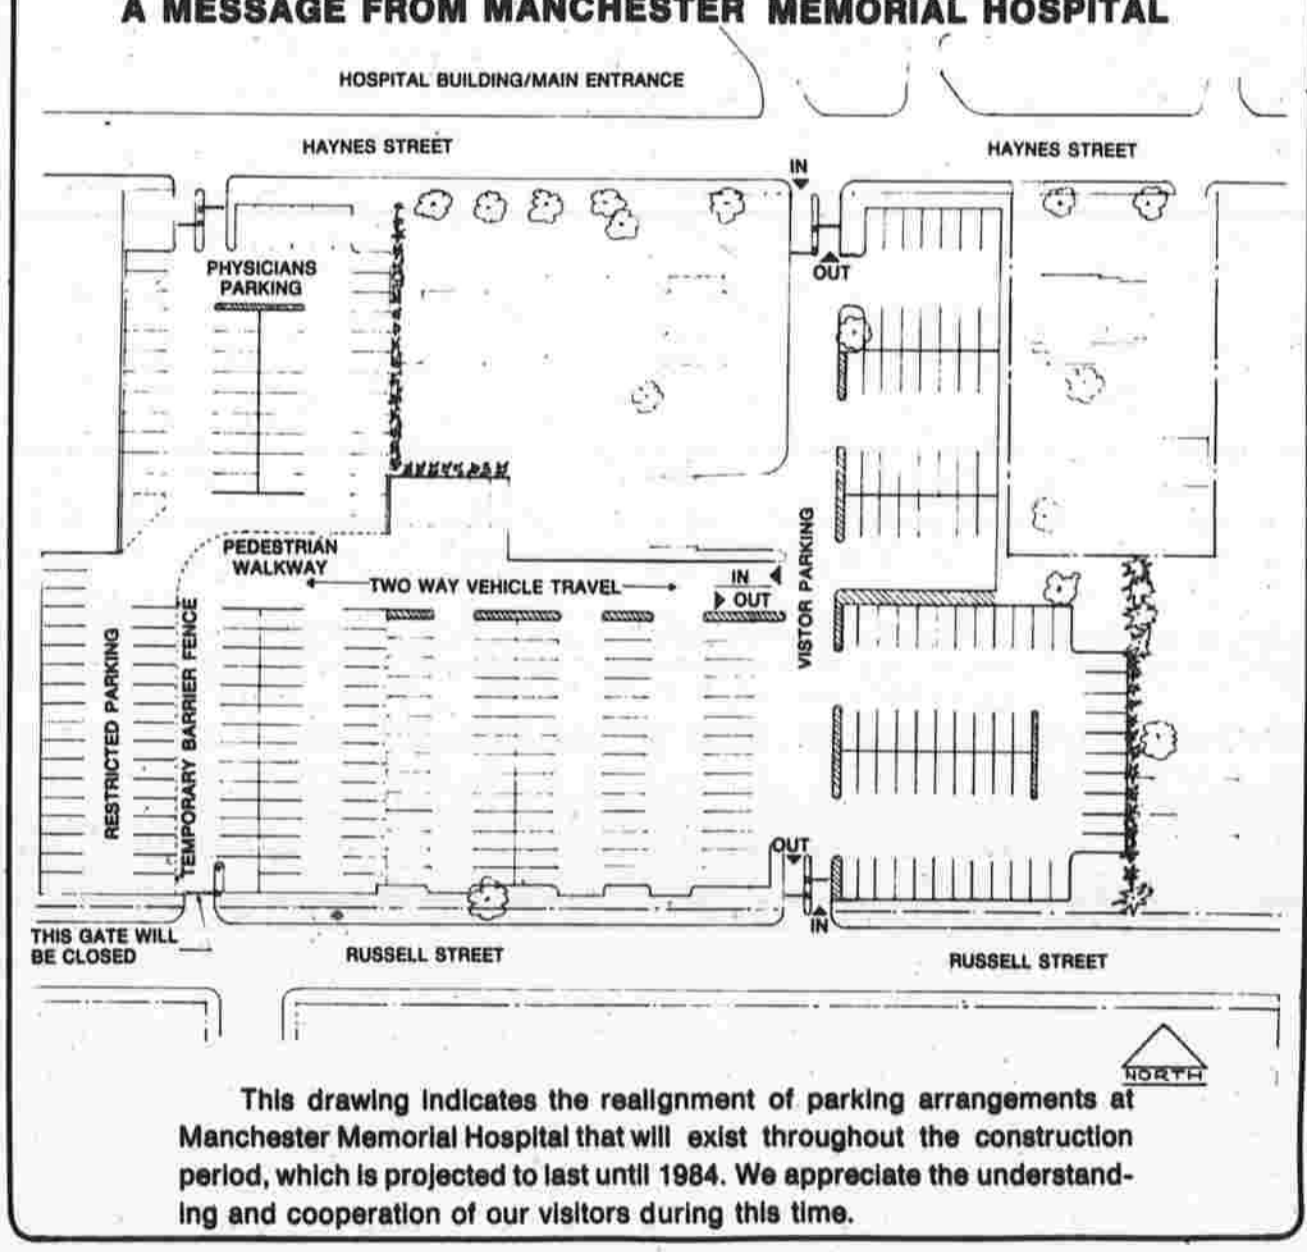 A MESSAGE FROM MANCHESTER MEMORIAL HOSPITAL
HOSPITAL BUILDING/MAIN ENTRANCE
HAYNES STREET
HAYNES STREET
IN
OUT
PHYSICIANS
PARKING
PEDESTRIAN
WALKWAY
TWO WAY VEHICLE TRAVEL
IN
OUT
VISTOR PARKING
RESTRICTED PARKING
TEMPORARY BARRIER FENCE
OUT
IN
THIS GATE WILL
BE CLOSED
RUSSELL STREET
RUSSELL STREET
NORTH
This drawing indicates the realignment of parking arrangements at
Manchester Memorial Hospital that will exist throughout the construction
period, which is projected to last until 1984. We appreciate the understand-
ing and cooperation of our visitors during this time.